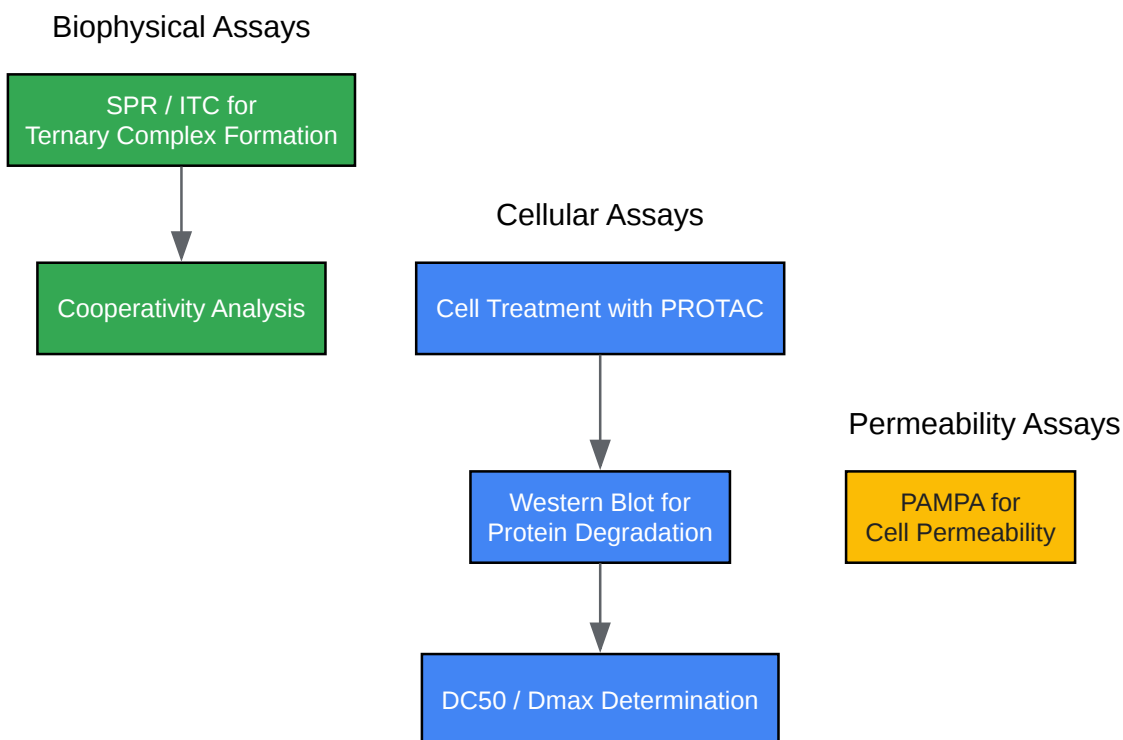 Biophysical Assays
SPR / ITC for
Ternary Complex Formation
Cooperativity Analysis
Cellular Assays
Cell Treatment with PROTAC
Western Blot for
Protein Degradation
DC50 / Dmax Determination
Permeability Assays
PAMPA for
Cell Permeability